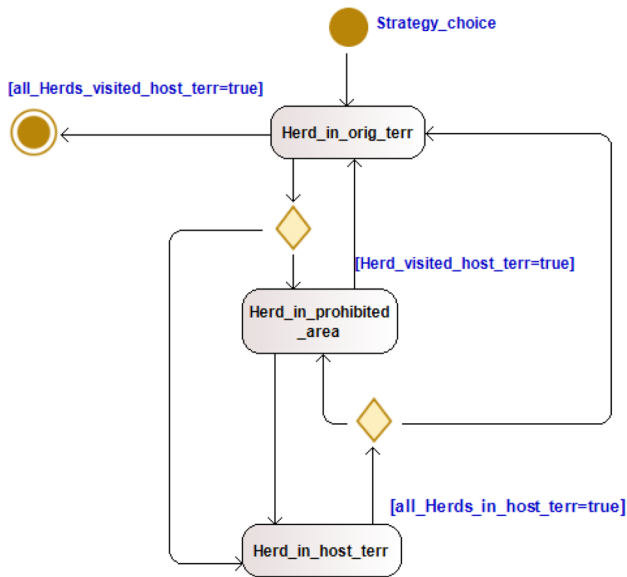 Strategy_choice
[all_Herds_visited_host_terr=true]
Herd_in_orig_terr
[Herd_visited_host_terr=true]
Herd_in_prohibited
_area
[all_Herds_in_host_terr=true]
Herd_in_host_terr